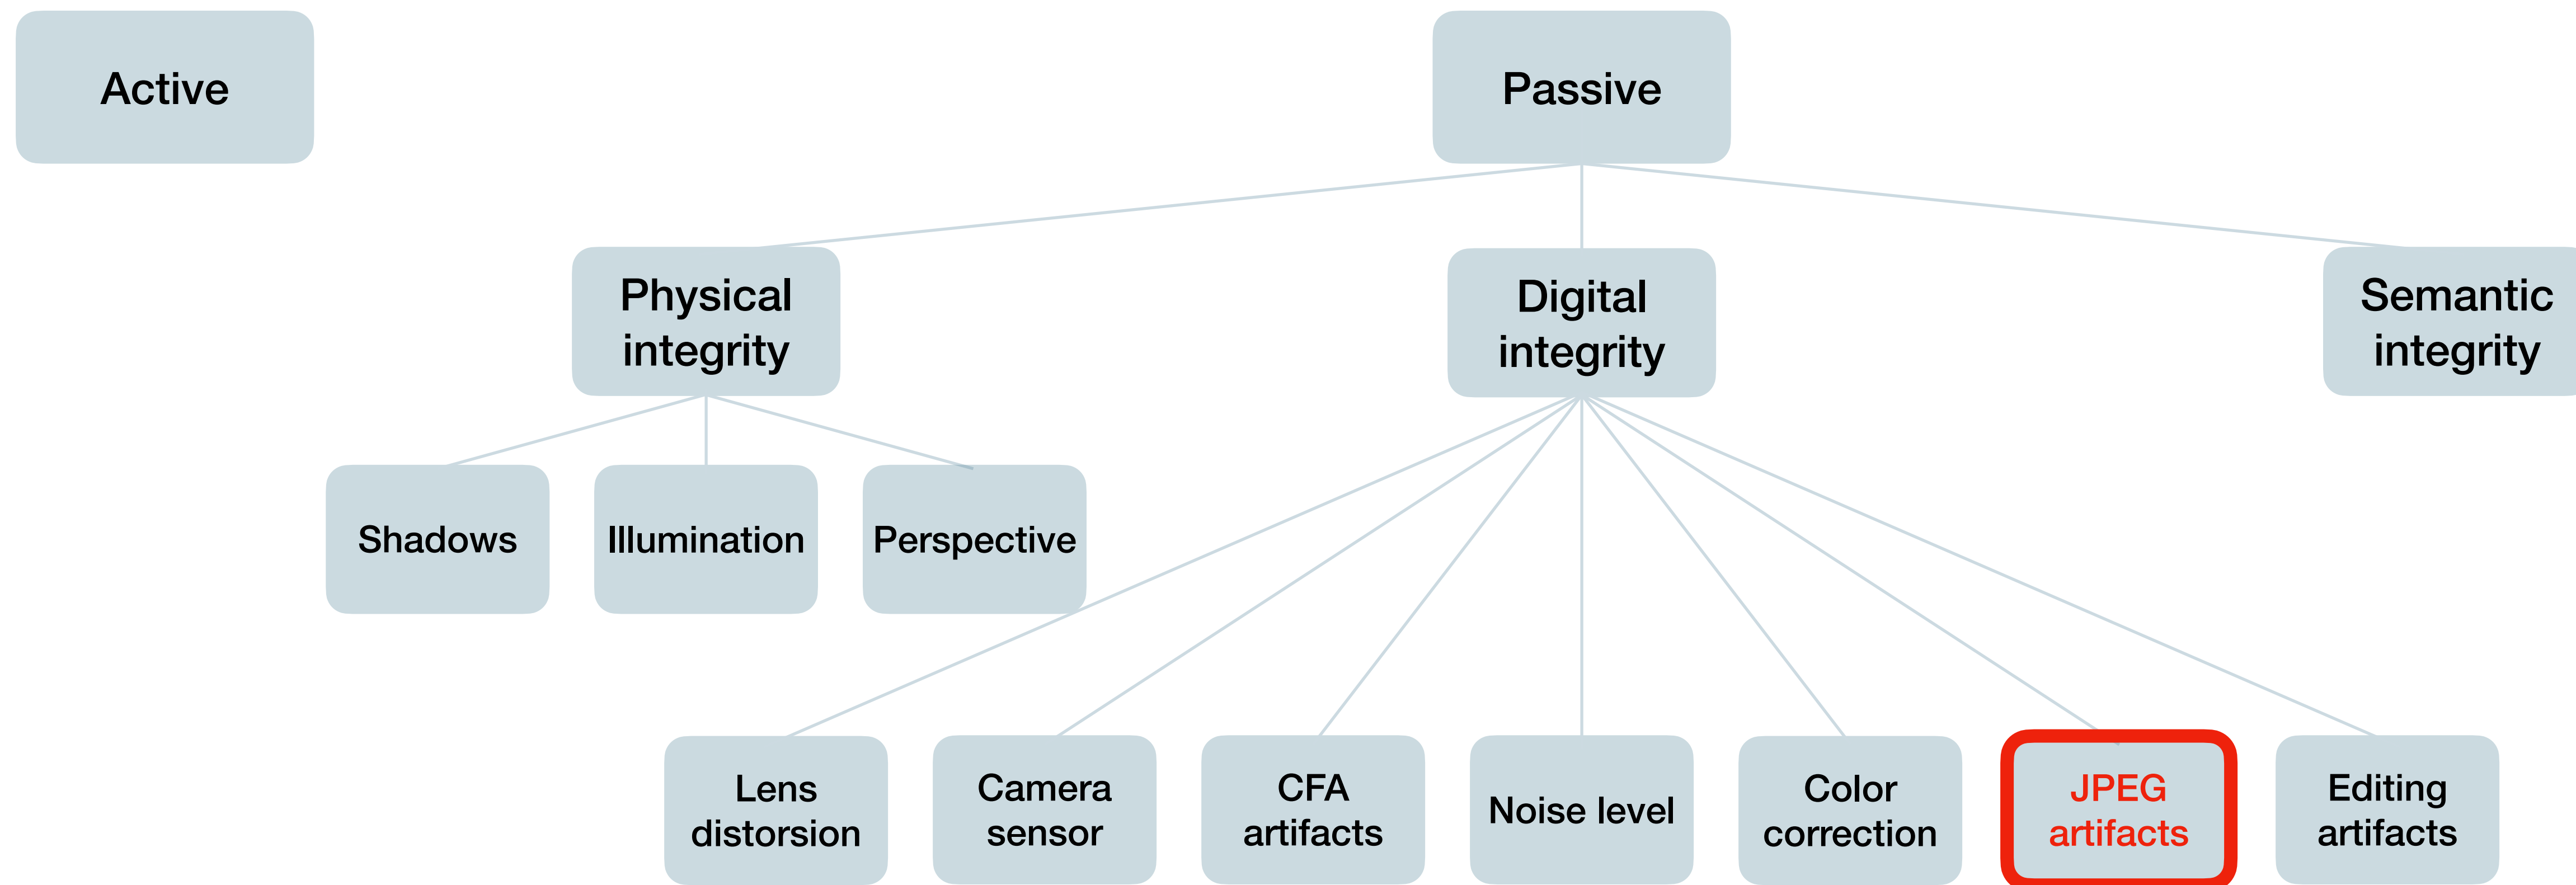 Active
Passive
Physical
integrity
Digital
integrity
Semantic
integrity
Shadows
Illumination
Perspective
Lens
distorsion
Camera
sensor
CFA
artifacts
Noise level
Color
correction
JPEG
artifacts
Editing
artifacts